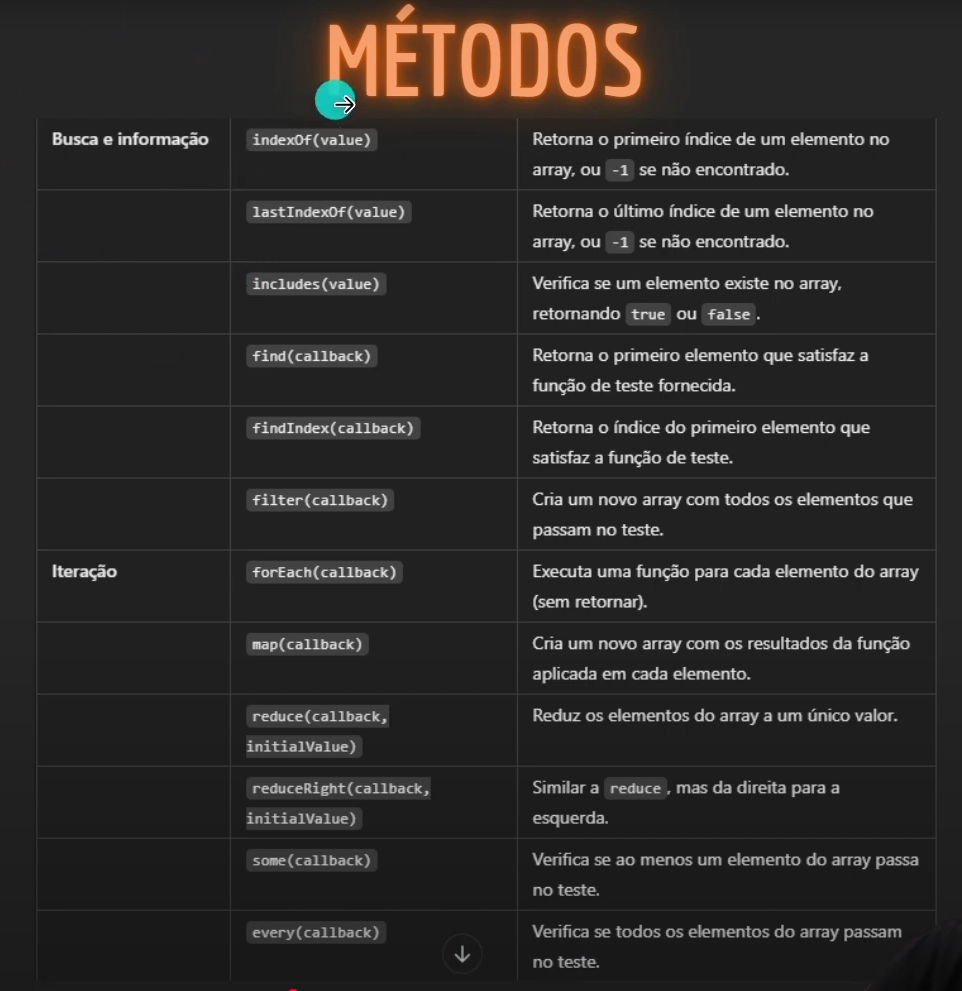 MÉTODOS
Busca e informação
indexOf(value)
Retorna o primeiro índice de um elemento no
array, ou -1 se não encontrado.
lastIndexOf(value)
Retorna o último índice de um elemento no
array, ou -1 se não encontrado.
includes(value)
Verifica se um elemento existe no array,
retornando true ou false.
find(callback)
Retorna o primeiro elemento que satisfaz a
função de teste fornecida.
findIndex(callback)
Retorna o índice do primeiro elemento que
satisfaz a função de teste.
filter(callback)
Cria um novo array com todos os elementos que
passam no teste.
Iteração
forEach(callback)
Executa uma função para cada elemento do array
(sem retornar).
map(callback)
Cria um novo array com os resultados da função
aplicada em cada elemento.
reduce(callback,
initialValue)
Reduz os elementos do array a um único valor.
reduceRight(callback,
initialValue)
Similar a reduce, mas da direita para a
esquerda.
some(callback)
Verifica se ao menos um elemento do array passa
no teste.
every(callback)
Verifica se todos os elementos do array passam
no teste.